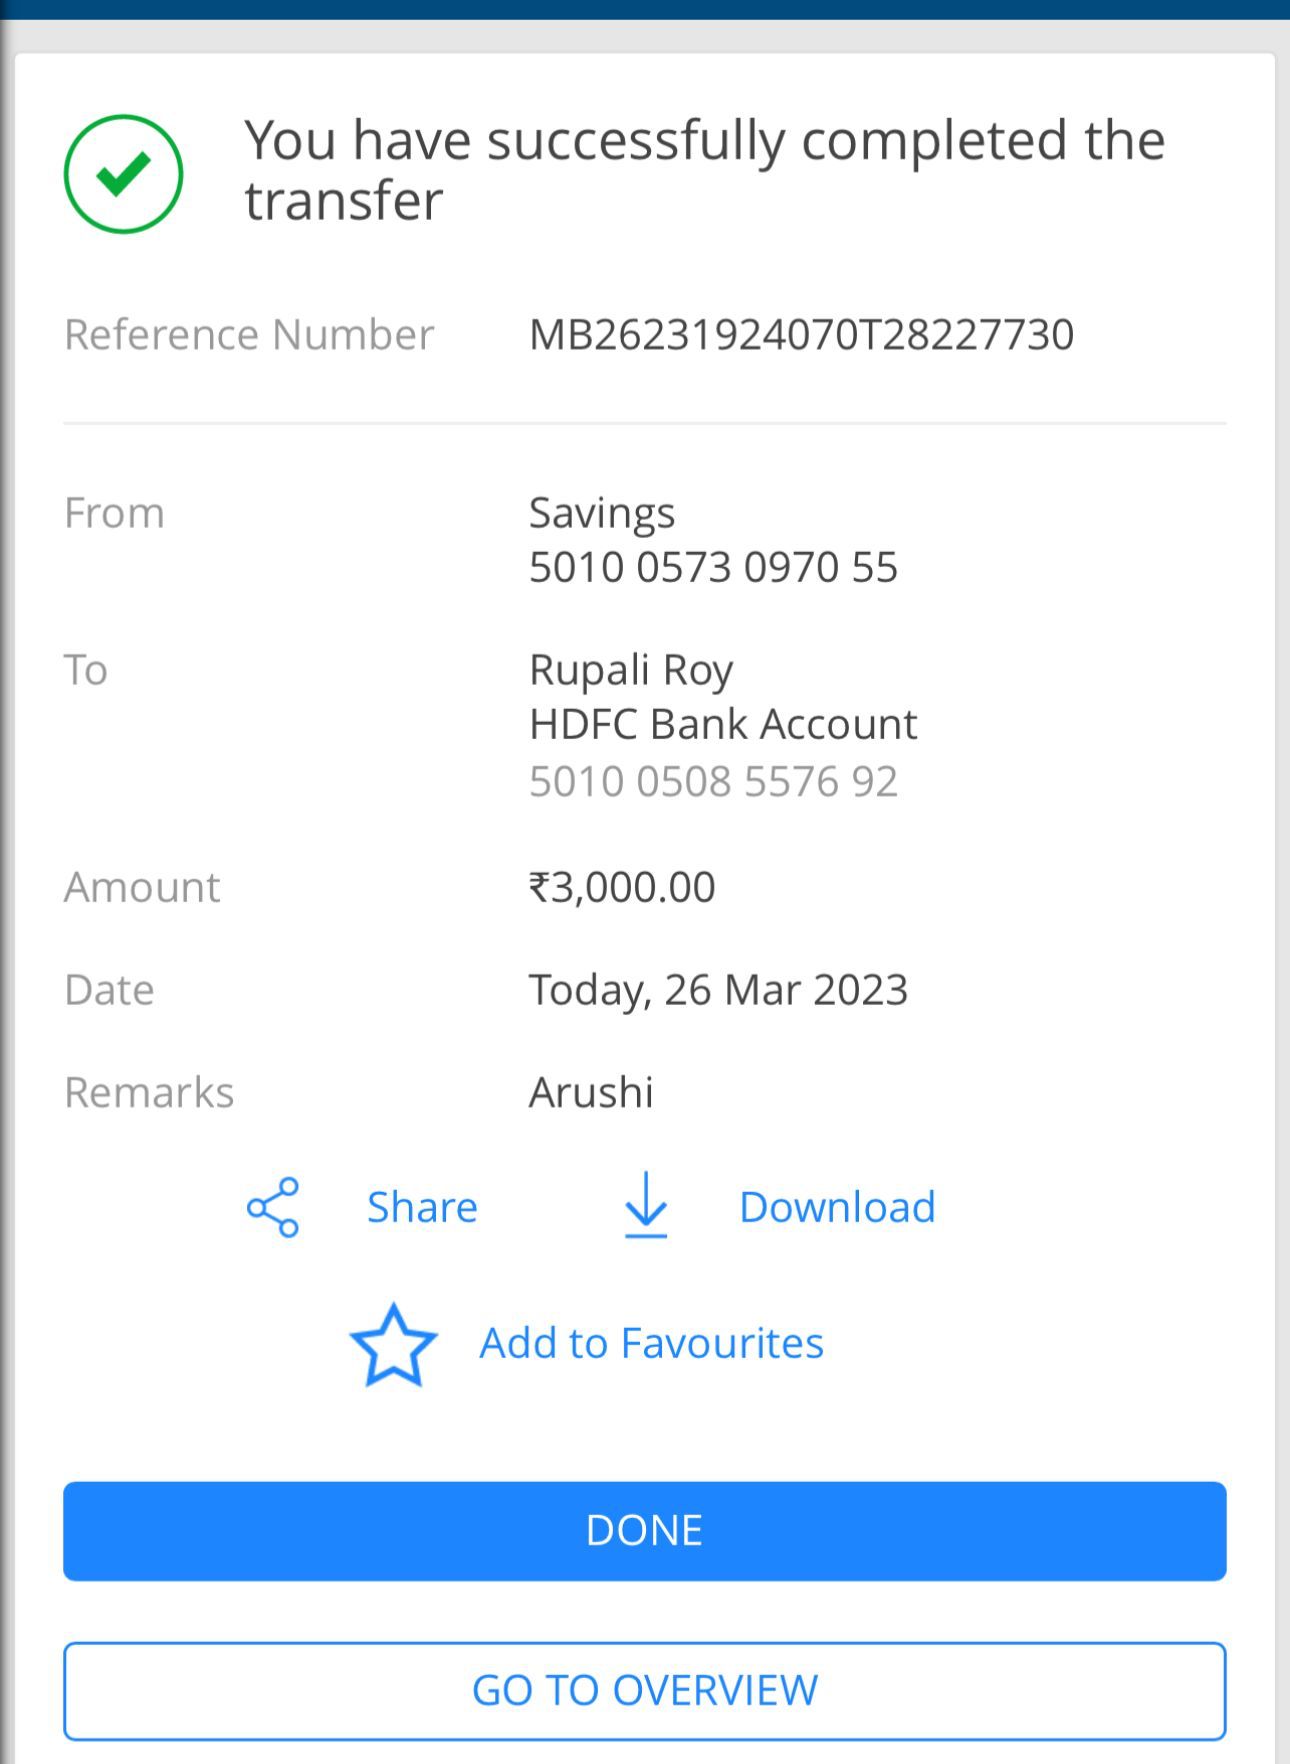 You have successfully completed the
transfer
Reference Number MB26231924070T28227730
From Savings
5010 0573 0970 55
To Rupali Roy
HDFC Bank Account
5010 0508 5576 92
Amount ₹3,000.00
Date Today, 26 Mar 2023
Remarks Arushi
Share Download
Add to Favourites
DONE
GO TO OVERVIEW